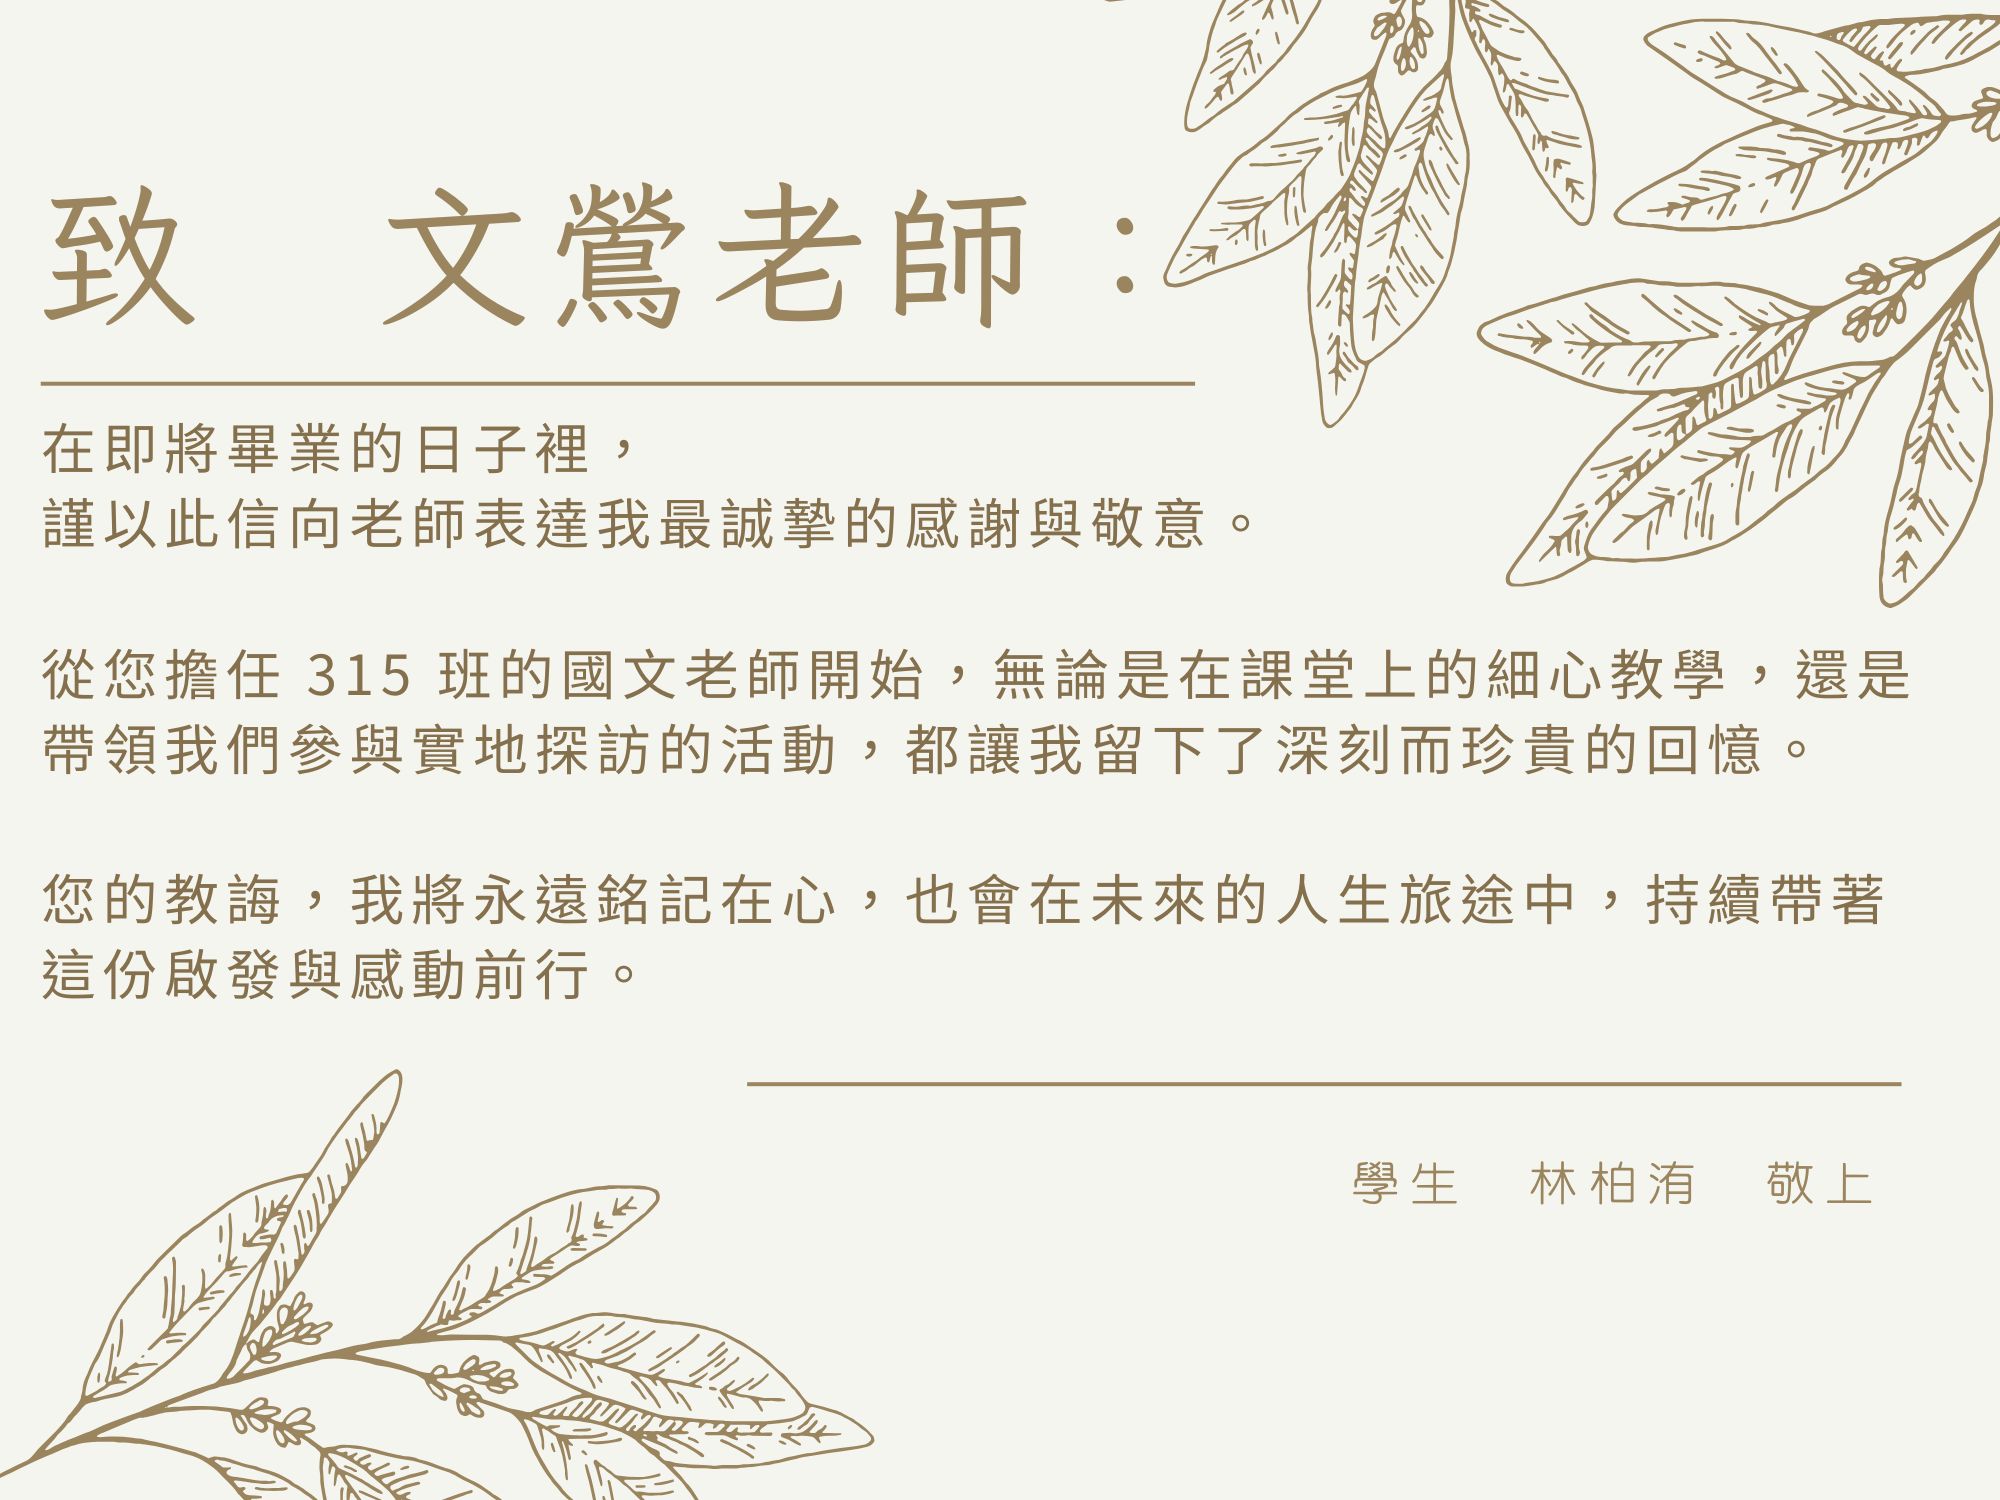 致　文鶯老師：
在即將畢業的日子裡，
謹以此信向老師表達我最誠摯的感謝與敬意。
從您擔任 315 班的國文老師開始，無論是在課堂上的細心教學，還是
帶領我們參與實地探訪的活動，都讓我留下了深刻而珍貴的回憶。
您的教誨，我將永遠銘記在心，也會在未來的人生旅途中，持續帶著
這份啟發與感動前行。
學生　林柏洧　敬上